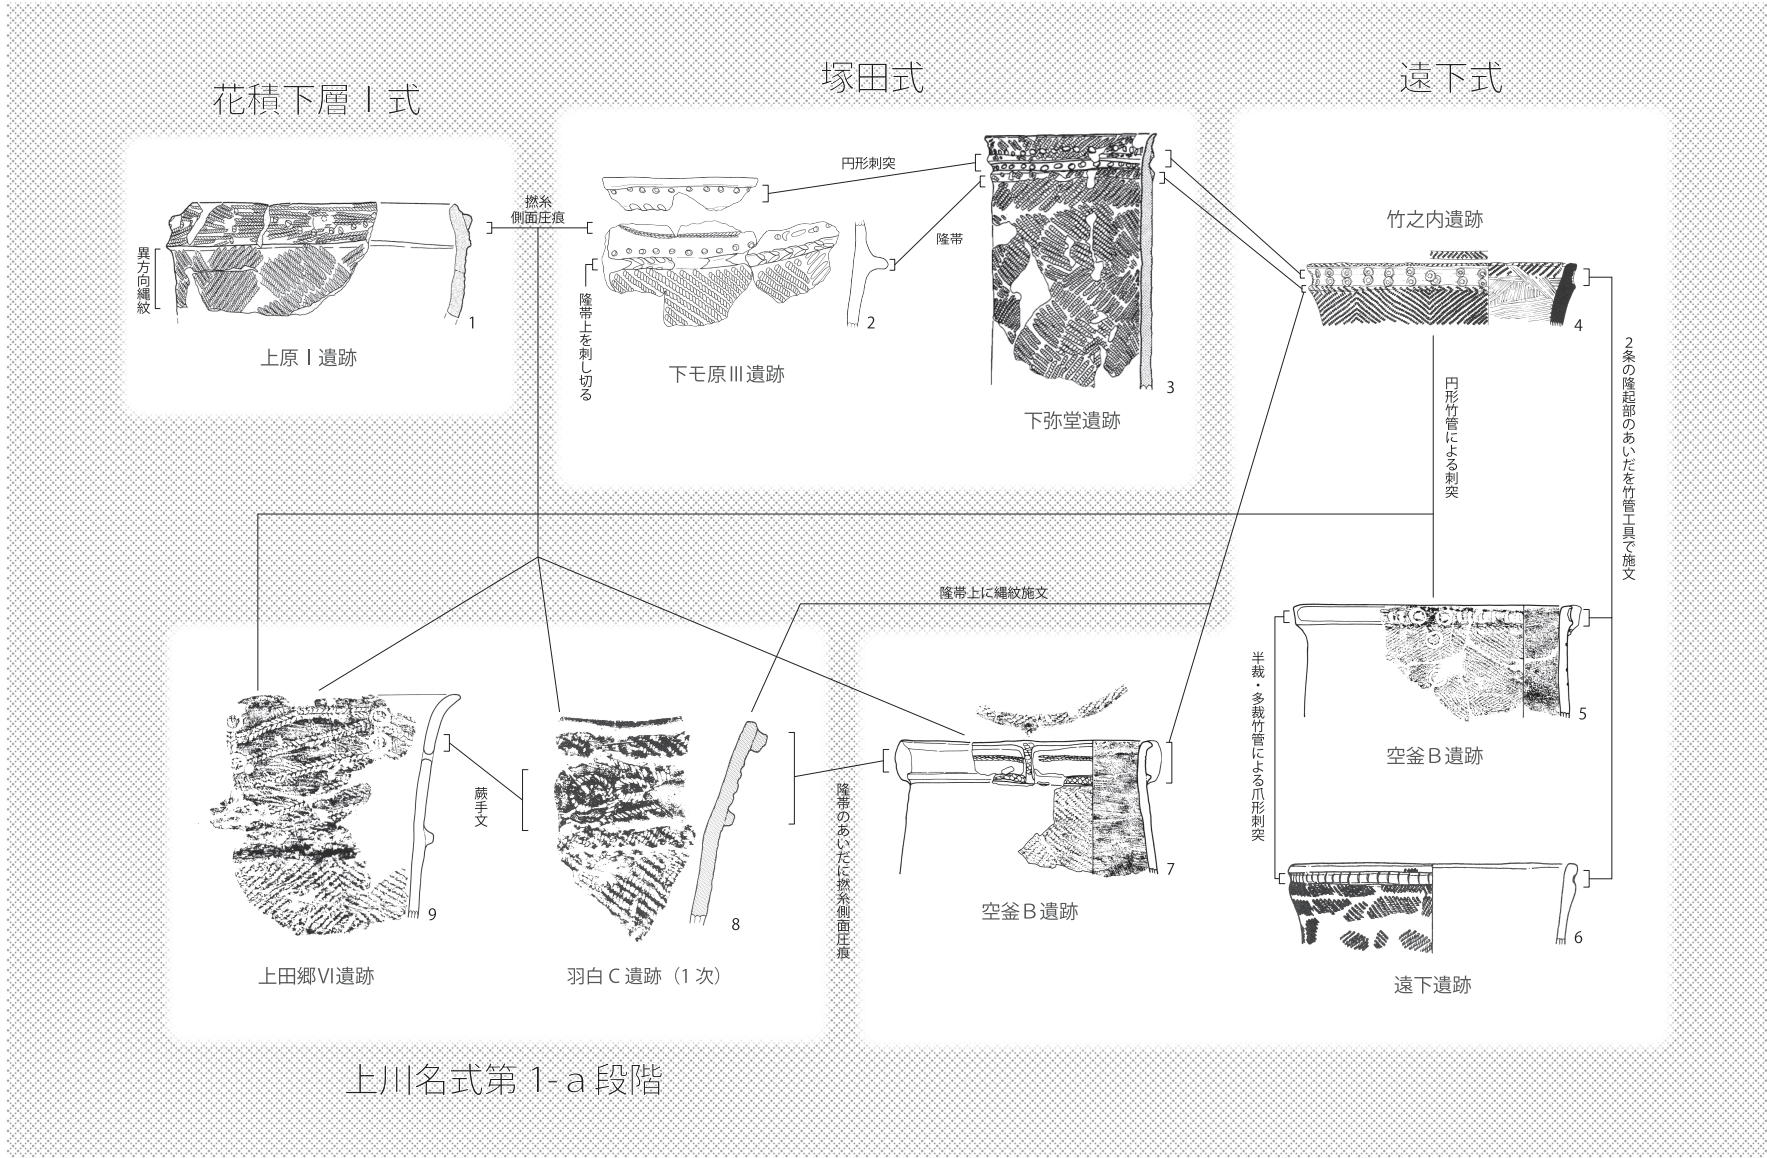 花積下層Ⅰ式
塚田式
遠下式
異方向縄紋
1
上原Ⅰ遺跡
撚糸
側面圧痕
円形刺突
隆帯
隆帯上を刺し切る
2
下モ原Ⅲ遺跡
3
下弥堂遺跡
竹之内遺跡
4
円形竹管による刺突
2条の隆起部のあいだを竹管工具で施文
隆帯上に縄紋施文
半裁・多裁竹管による爪形刺突
5
空釜B遺跡
6
遠下遺跡
9
上田郷Ⅵ遺跡
蕨手文
8
羽白C遺跡（1次）
隆帯のあいだに撚糸側面圧痕
7
空釜B遺跡
上川名式第1-a段階